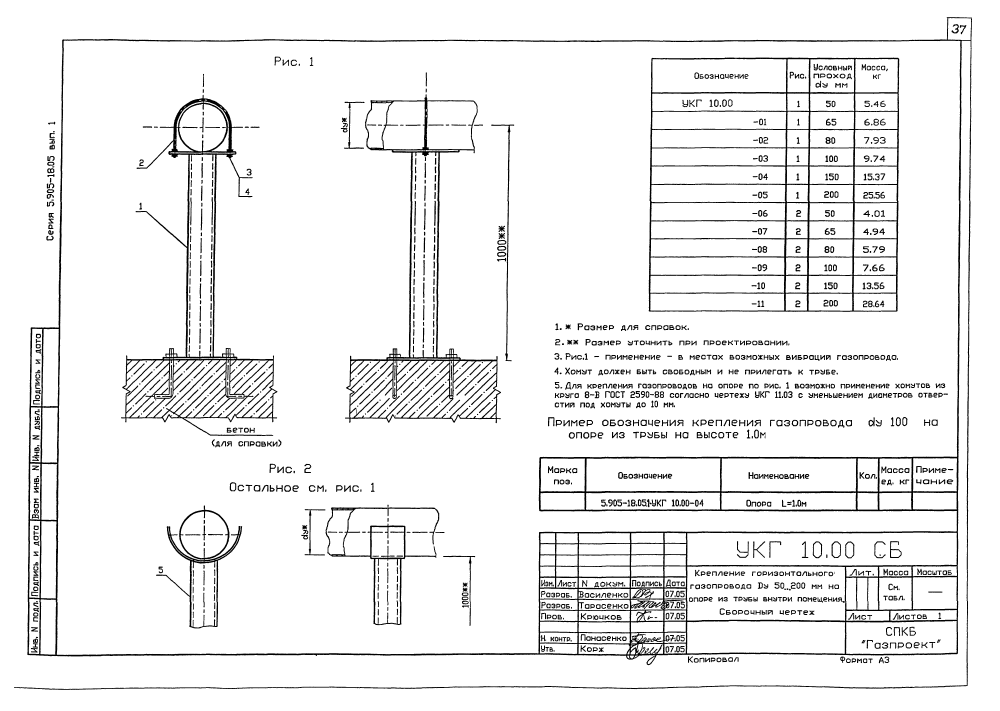 37
Серия 5.905-18.05 вып. 1
Рис. 1
dу*
1000**
2
3
4
1
бетон
(для справки)
Рис. 2
Остальное см. рис. 1
dу*
1000**
5
Обозначение Рис. Условный проход dу мм Масса, кг
УКГ 10.00 1 50 5.46
-01 1 65 6.86
-02 1 80 7.93
-03 1 100 9.74
-04 1 150 15.37
-05 1 200 25.56
-06 2 50 4.01
-07 2 65 4.94
-08 2 80 5.79
-09 2 100 7.66
-10 2 150 13.56
-11 2 200 28.64
1. * Размер для справок.
2. ** Размер уточнить при проектировании.
3. Рис.1 - применение - в местах возможных вибрация газопровода.
4. Хомут должен быть свободным и не прилегать к трубе.
5. Для крепления газопроводов на опоре по рис. 1 возможно применение хомутов из
круга 8-В ГОСТ 2590-88 согласно чертежу УКГ 11.03 с уменьшением диаметров отвер-
стия под хомуты до 10 мм.
Пример обозначения крепления газопровода dу 100 на
опоре из трубы на высоте 1.0м
Марка поз. Обозначение Наименование Кол. Масса ед. кг Приме-чание
5.905-18.05.1-УКГ 10.00-04 Опора L=1.0м
УКГ 10.00 СБ
Крепление горизонтального
газопровода Dу 50...200 мм на
опоре из трубы внутри помещения.
Сборочный чертеж
Лит. Масса Масштаб
См. табл. —
Лист Листов 1
СПКБ
"Газпроект"
Изм. Лист N докум. Подпись Дата
Разраб. Василенко 07.05
Разраб. Тарасенко 07.05
Пров. Крючков 07.05
Н. контр. Панасенко 07.05
Утв. Корж 07.05
Копировал Формат А3
Инв. N подл. Подпись и дата Взам инв. N Инв. N дубл. Подпись и дата